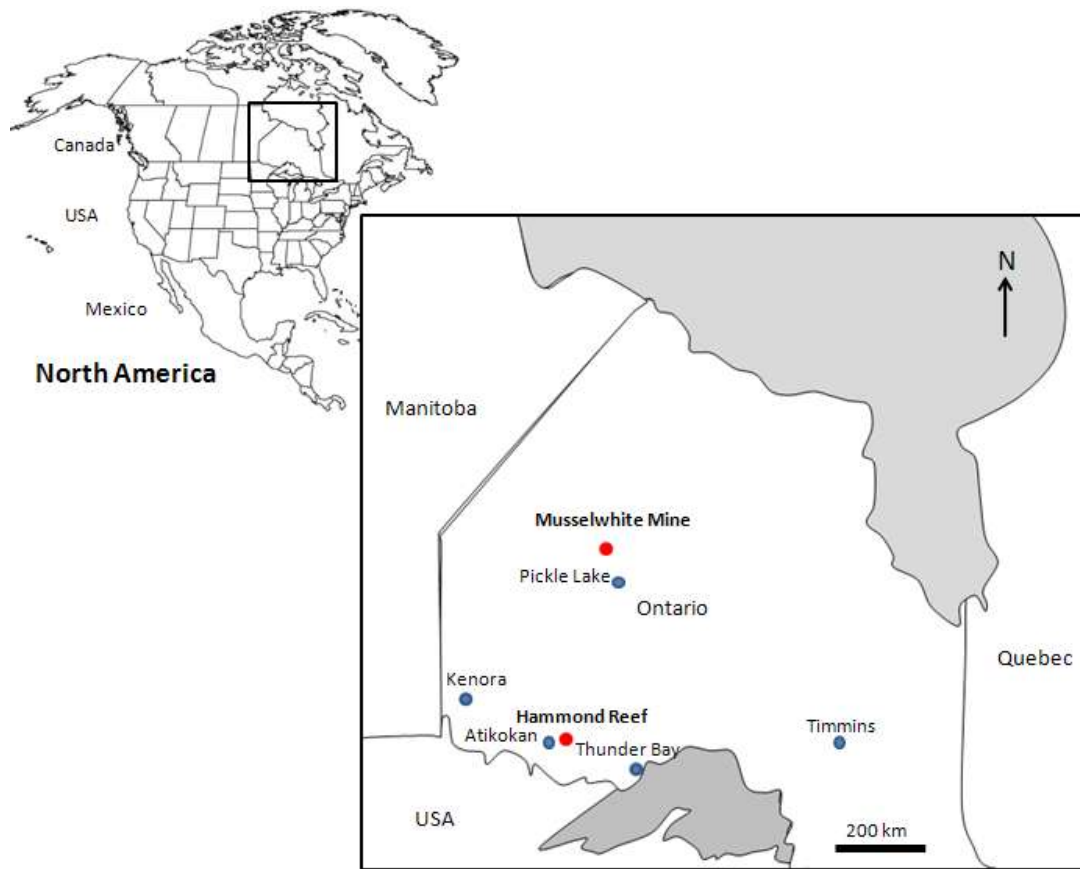 Canada
USA
Mexico
North America
N
Manitoba
Musselwhite Mine
Pickle Lake
Ontario
Quebec
Kenora
Hammond Reef
Atikokan
Thunder Bay
Timmins
USA
200 km